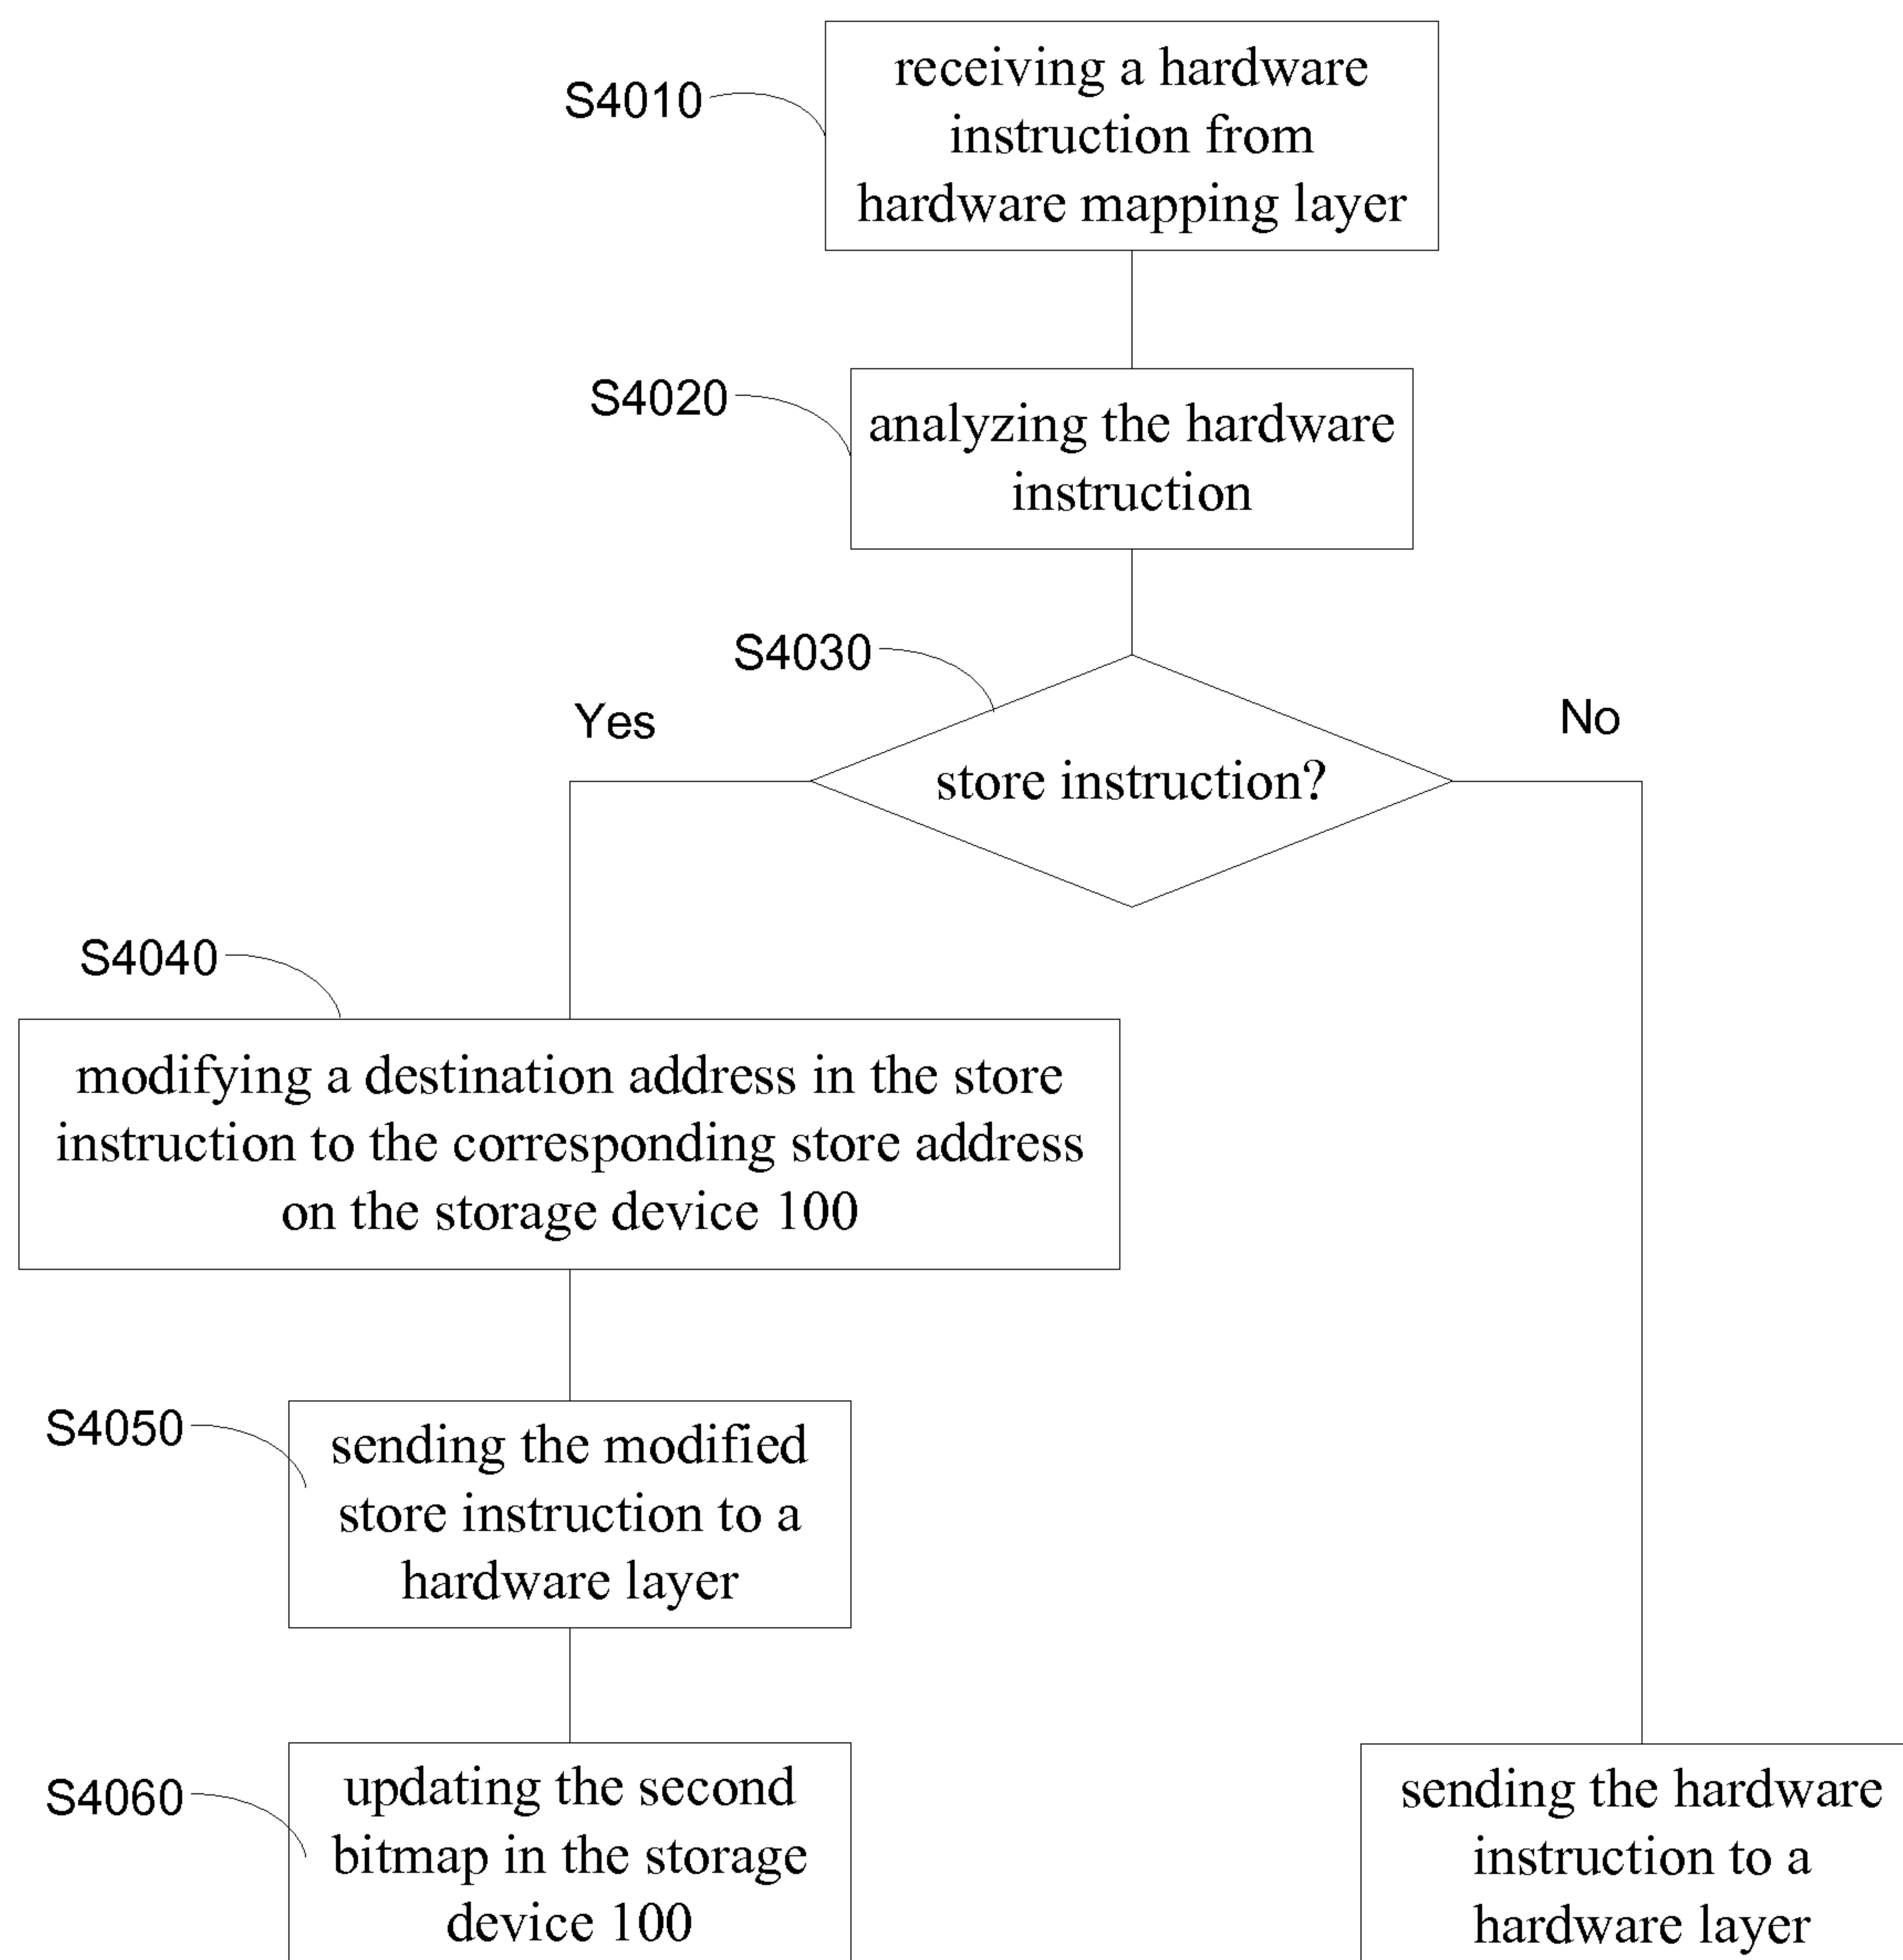 S4010
receiving a hardware
instruction from
hardware mapping layer
S4020
analyzing the hardware
instruction
S4030
Yes
No
store instruction?
S4040
modifying a destination address in the store
instruction to the corresponding store address
on the storage device 100
S4050
sending the modified
store instruction to a
hardware layer
S4060
updating the second
bitmap in the storage
device 100
sending the hardware
instruction to a
hardware layer